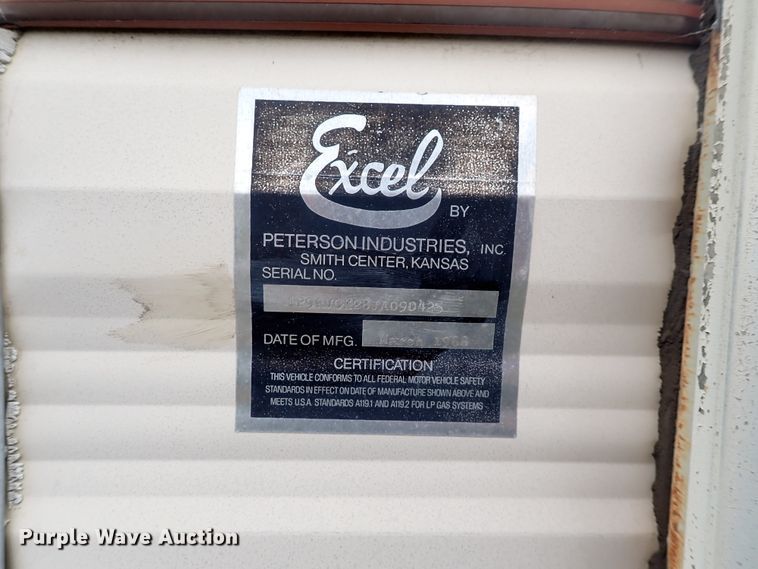 Excel
BY
PETERSON INDUSTRIES, INC.
SMITH CENTER, KANSAS
SERIAL NO.
DATE OF MFG. March
CERTIFICATION
THIS VEHICLE CONFORMS TO ALL FEDERAL MOTOR VEHICLE SAFETY
STANDARDS IN EFFECT ON DATE OF MANUFACTURE SHOWN ABOVE AND
MEETS U.S.A. STANDARDS A119.1 AND A119.2 FOR LP GAS SYSTEMS
Purple Wave Auction